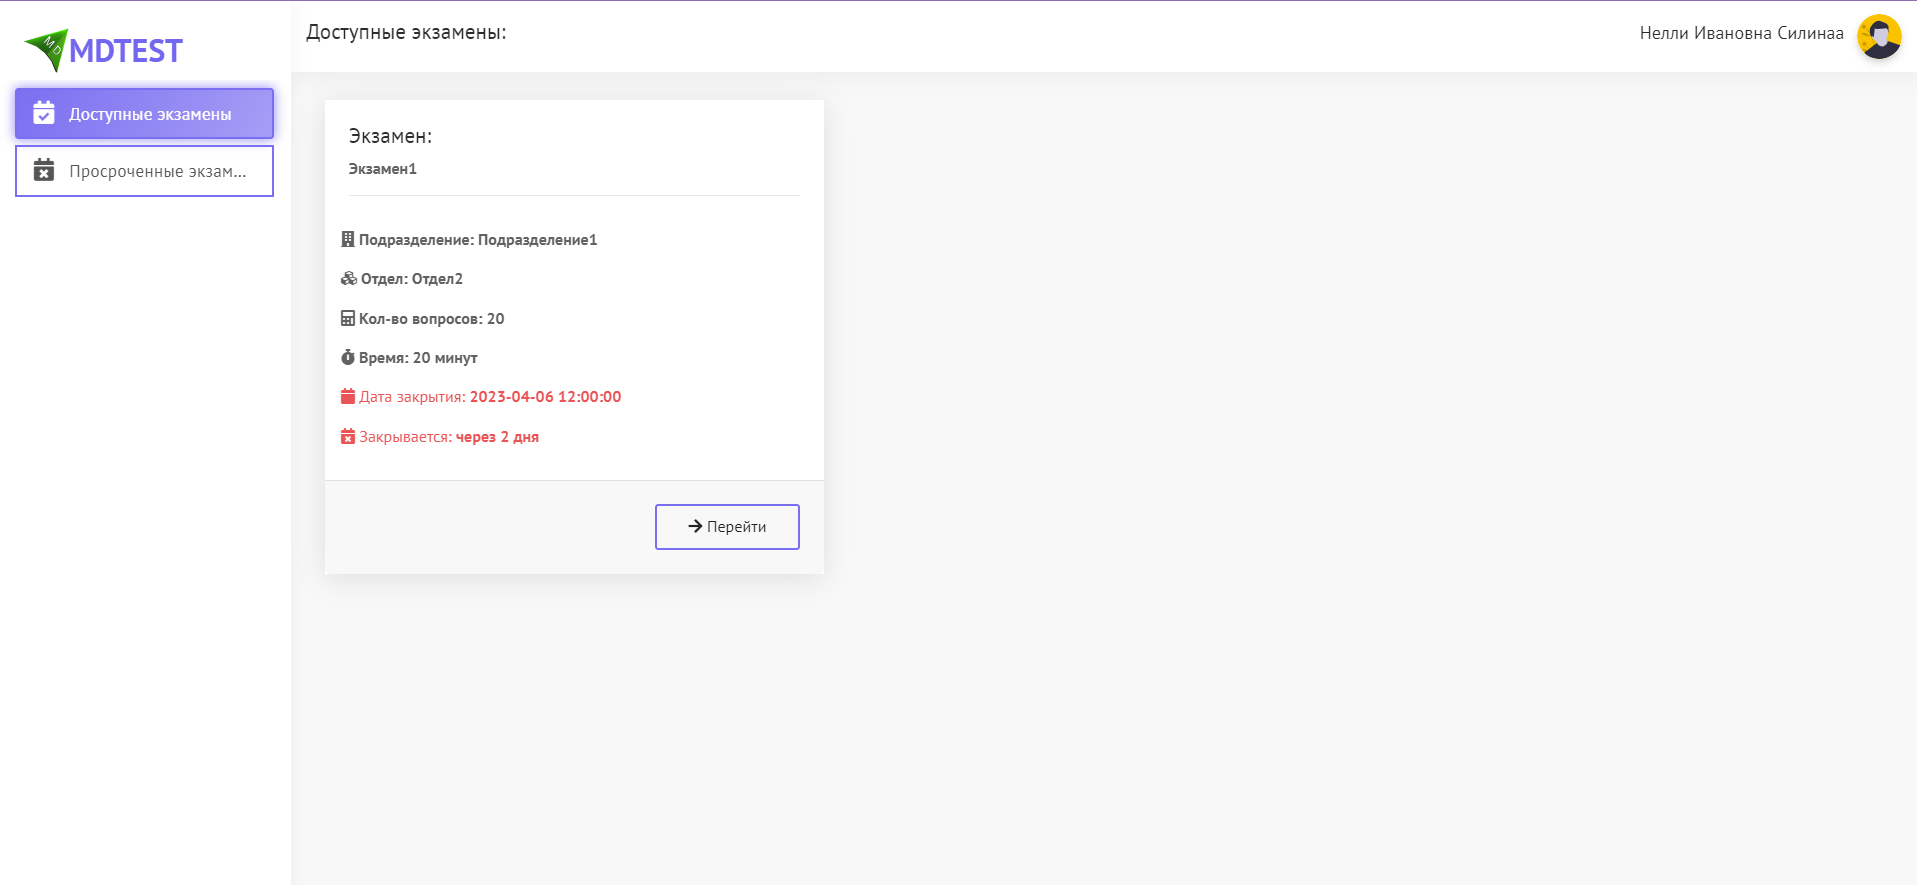 MD
MDTEST
Доступные экзамены
Просроченные экзам...
Доступные экзамены:
Нелли Ивановна Силинаа
Экзамен:
Экзамен1
Подразделение: Подразделение1
Отдел: Отдел2
Кол-во вопросов: 20
Время: 20 минут
Дата закрытия: 2023-04-06 12:00:00
Закрывается: через 2 дня
Перейти